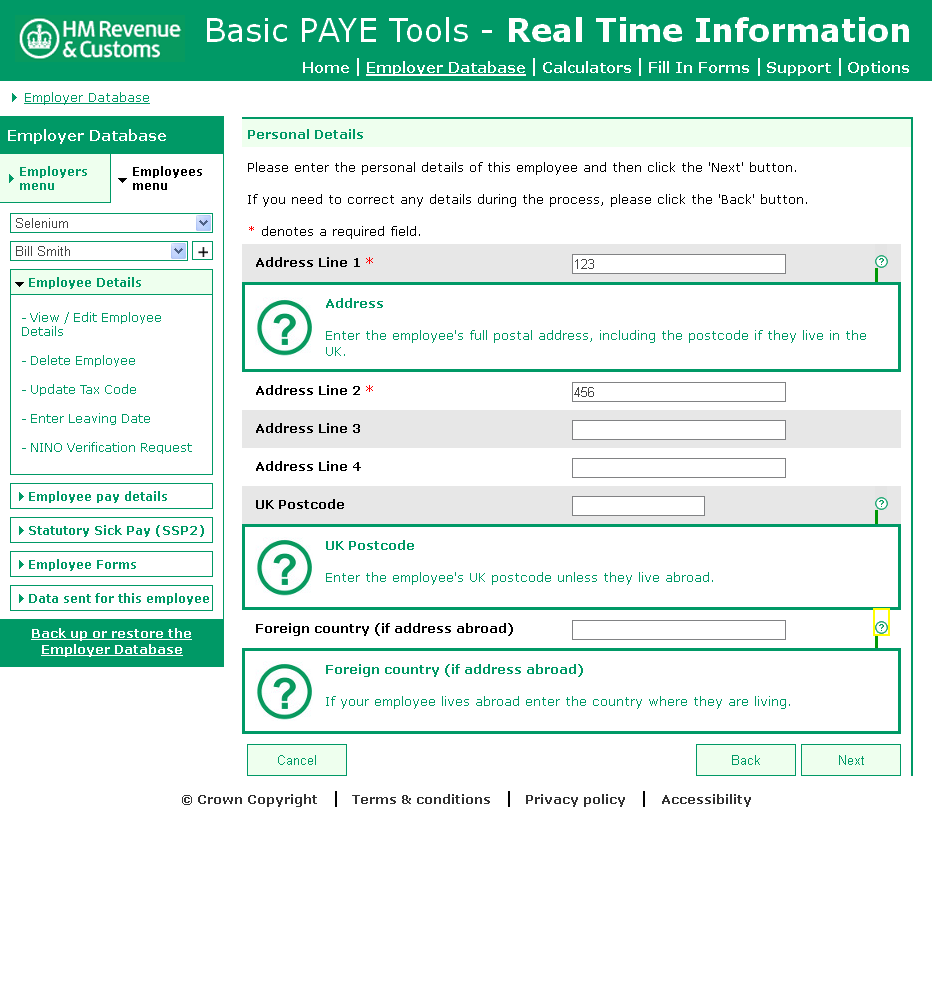 HM Revenue
& Customs
Basic PAYE Tools - Real Time Information
Home | Employer Database | Calculators | Fill In Forms | Support | Options
Employer Database
Employer Database
Employers
menu
Employees
menu
Selenium
Bill Smith
+
Employee Details
- View / Edit Employee
Details
- Delete Employee
- Update Tax Code
- Enter Leaving Date
- NINO Verification Request
Employee pay details
Statutory Sick Pay (SSP2)
Employee Forms
Data sent for this employee
Back up or restore the
Employer Database
Personal Details
Please enter the personal details of this employee and then click the 'Next' button.
If you need to correct any details during the process, please click the 'Back' button.
* denotes a required field.
Address Line 1 * 123 ?
? Address
Enter the employee's full postal address, including the postcode if they live in the
UK.
Address Line 2 * 456
Address Line 3
Address Line 4
UK Postcode ?
? UK Postcode
Enter the employee's UK postcode unless they live abroad.
Foreign country (if address abroad) ?
? Foreign country (if address abroad)
If your employee lives abroad enter the country where they are living.
Cancel Back Next
© Crown Copyright | Terms & conditions | Privacy policy | Accessibility